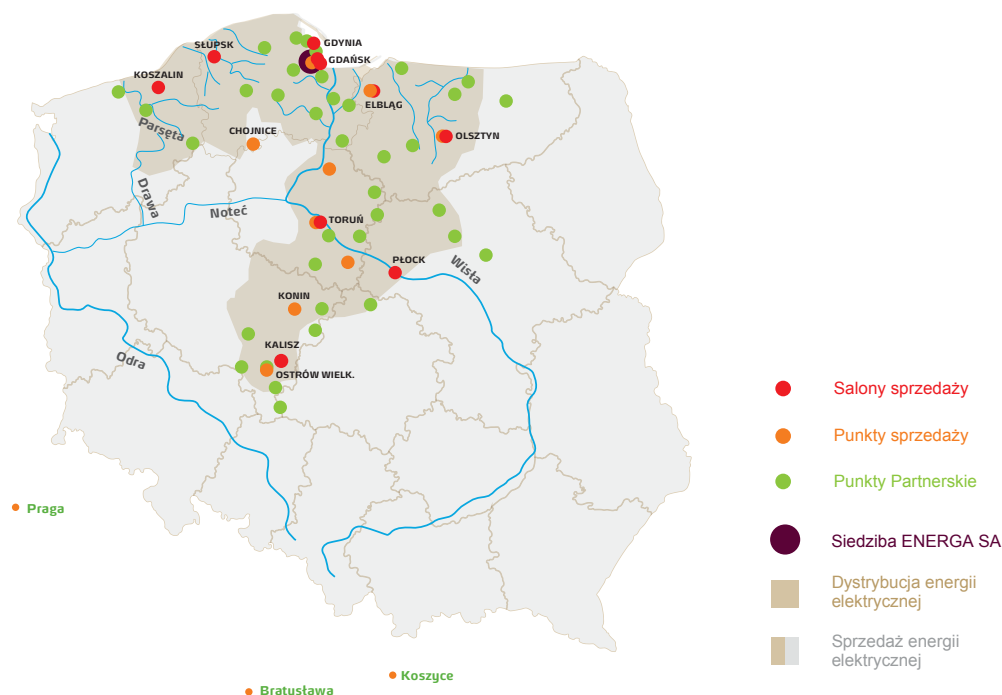 GDYNIA
SŁUPSK
GDAŃSK
KOSZALIN
ELBLĄG
CHOJNICE
Parsęta
OLSZTYN
Drawa
Noteć
TORUŃ
PŁOCK
Wisła
KONIN
KALISZ
Odra
OSTRÓW WIELK.
Salony sprzedaży
Punkty sprzedaży
Punkty Partnerskie
Praga
Siedziba ENERGA SA
Dystrybucja energii
elektrycznej
Sprzedaż energii
elektrycznej
Koszyce
Bratusława